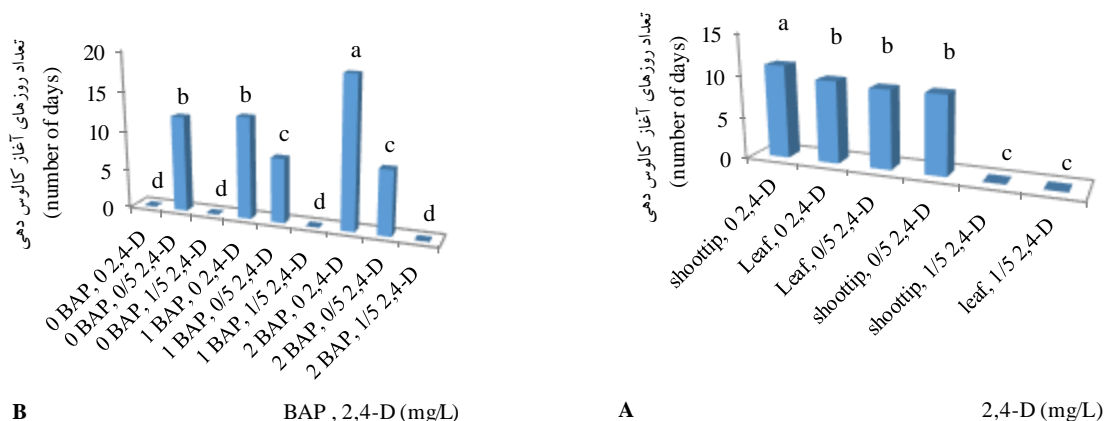 تعداد روزهای آغاز کالوس دهی
(number of days)
20
15
10
5
0
d
b
d
b
c
d
a
c
d
0 BAP, 0 2,4-D
0 BAP, 0/5 2,4-D
0 BAP, 1/5 2,4-D
1 BAP, 0 2,4-D
1 BAP, 0/5 2,4-D
1 BAP, 1/5 2,4-D
2 BAP, 0 2,4-D
2 BAP, 0/5 2,4-D
2 BAP, 1/5 2,4-D
B
BAP , 2,4-D (mg/L)
تعداد روزهای آغاز کالوس دهی
(number of days)
15
10
5
0
a
b
b
b
c
c
shoottip, 0 2,4-D
Leaf, 0 2,4-D
Leaf, 0/5 2,4-D
shoottip, 0/5 2,4-D
shoottip, 1/5 2,4-D
leaf, 1/5 2,4-D
A
2,4-D (mg/L)